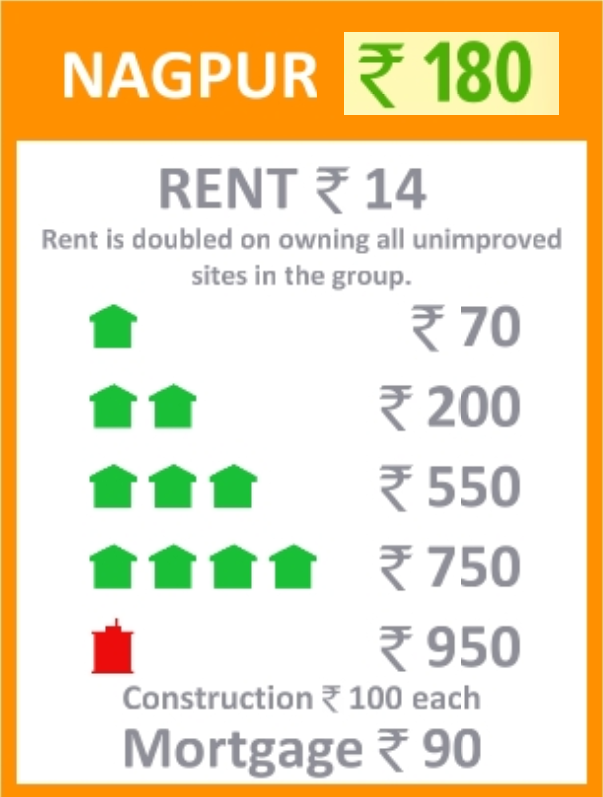 NAGPUR ₹ 180
RENT ₹ 14
Rent is doubled on owning all unimproved
sites in the group.
₹ 70
₹ 200
₹ 550
₹ 750
₹ 950
Construction ₹ 100 each
Mortgage ₹ 90